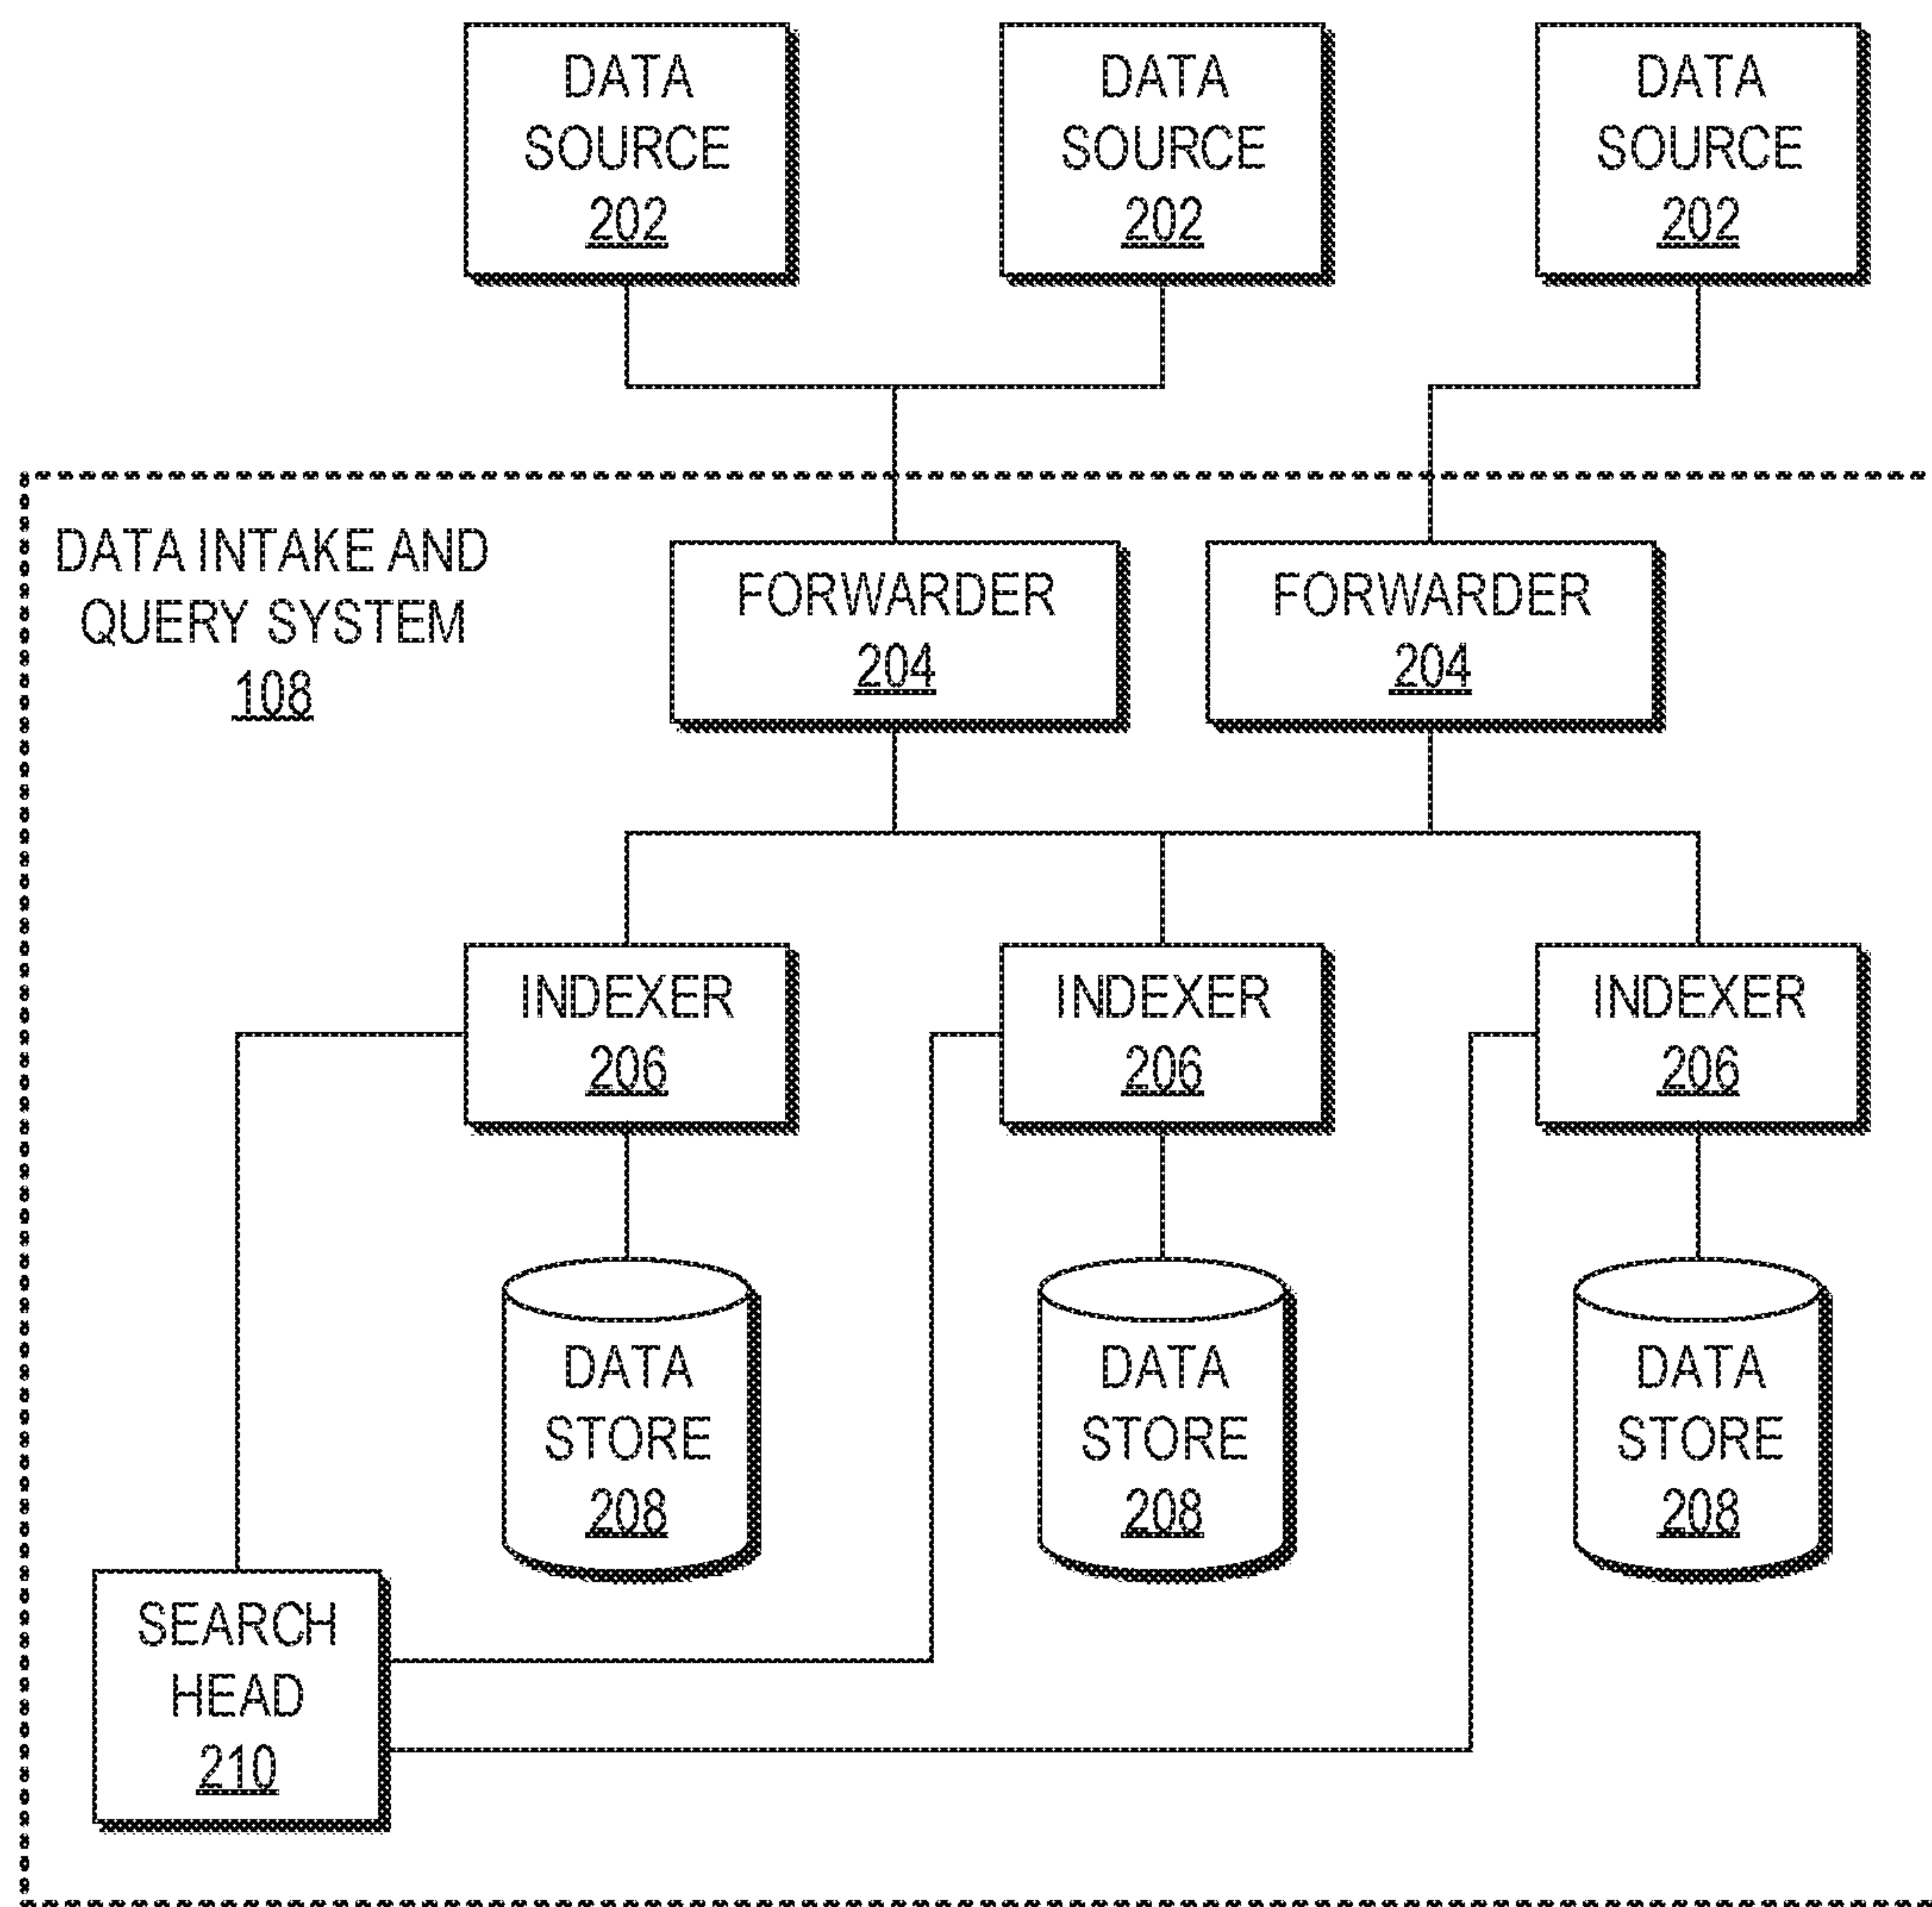 DATA
SOURCE
202
DATA
SOURCE
202
DATA
SOURCE
202
DATA INTAKE AND
QUERY SYSTEM
108
FORWARDER
204
FORWARDER
204
INDEXER
206
INDEXER
206
INDEXER
206
DATA
STORE
208
DATA
STORE
208
DATA
STORE
208
SEARCH
HEAD
210